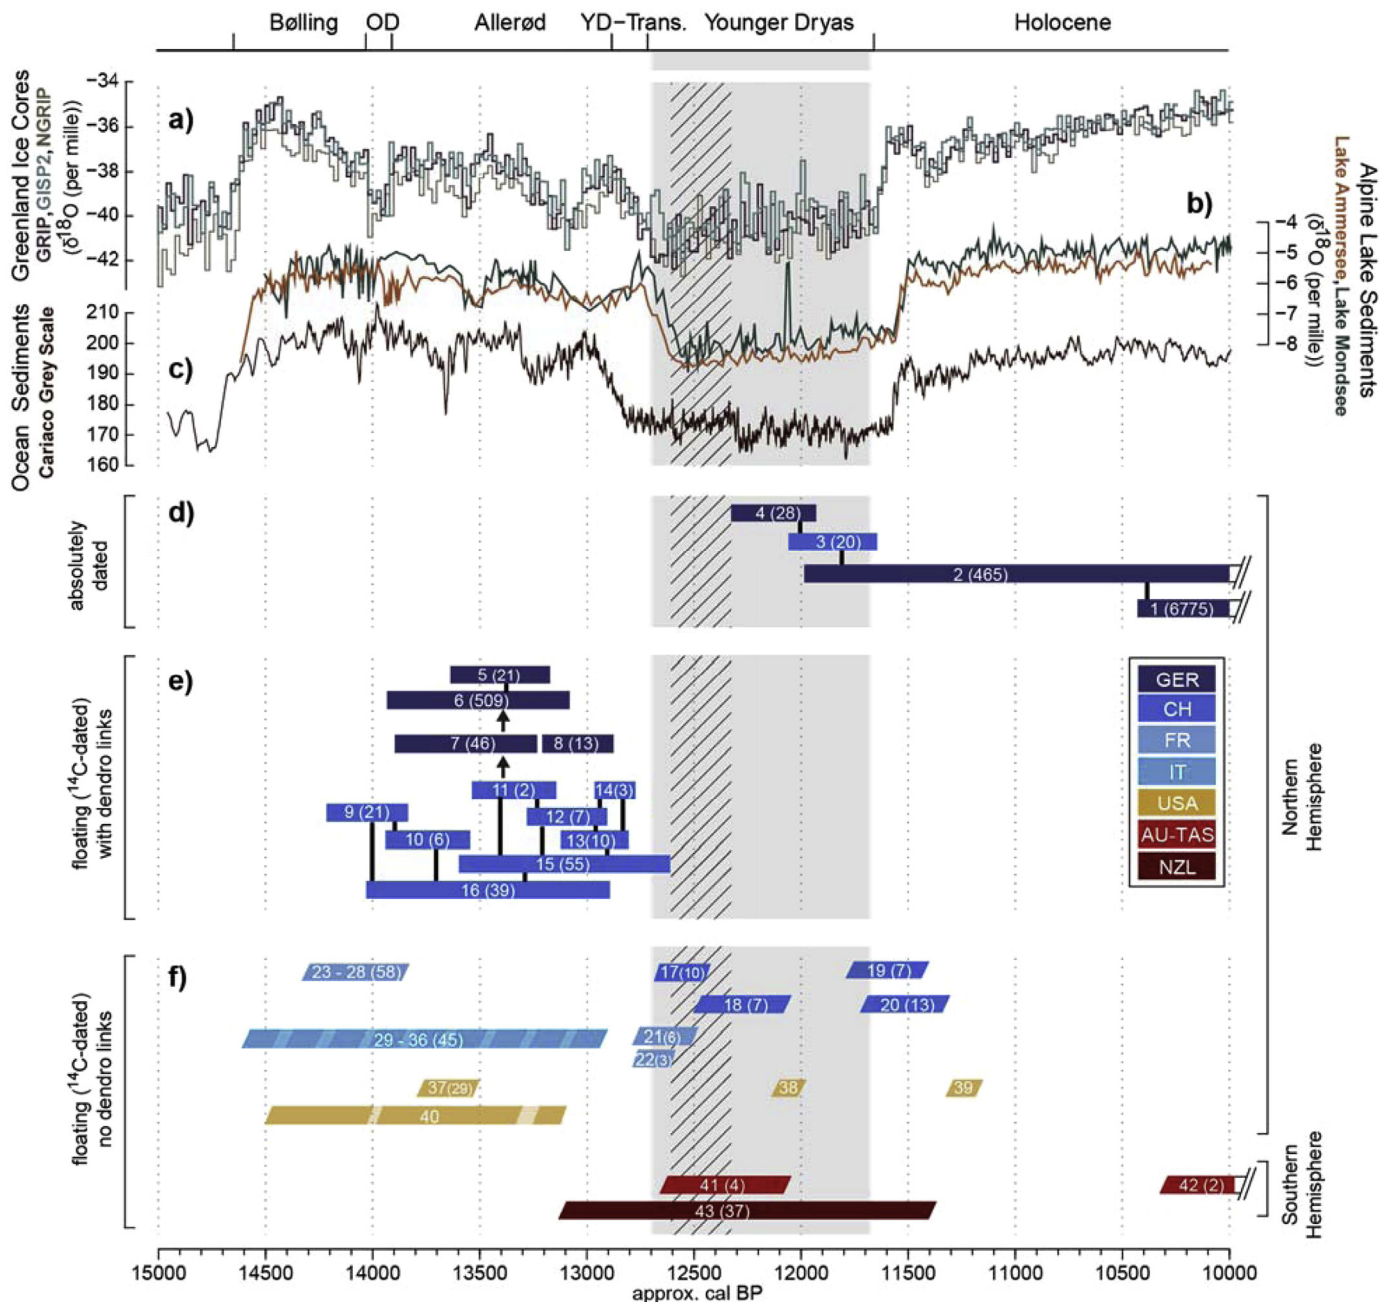 Bølling OD Allerød YD-Trans. Younger Dryas Holocene
Greenland Ice Cores
GRIP, GISP2, NGRIP
(δ18O (per mille))
−34
−36
−38
−40
−42
a)
b)
Alpine Lake Sediments
Lake Ammersee, Lake Mondsee
(δ18O (per mille))
−4
−5
−6
−7
−8
Ocean Sediments
Cariaco Grey Scale
210
200
190
180
170
160
c)
absolutely
dated
d)
4 (28)
3 (20)
2 (465)
1 (6775)
floating (14C-dated)
with dendro links
e)
5 (21)
6 (509)
7 (46) 8 (13)
11 (2) 14(3)
9 (21) 12 (7)
10 (6) 13(10)
15 (55)
16 (39)
GER
CH
FR
IT
USA
AU-TAS
NZL
Northern
Hemisphere
floating (14C-dated)
no dendro links
f)
23 - 28 (58) 17(10) 19 (7)
18 (7) 20 (13)
29 - 36 (45) 21(6)
22(3)
37(29) 38 39
40
41 (4) 42 (2)
43 (37)
Southern
Hemisphere
15000 14500 14000 13500 13000 12500 12000 11500 11000 10500 10000
approx. cal BP